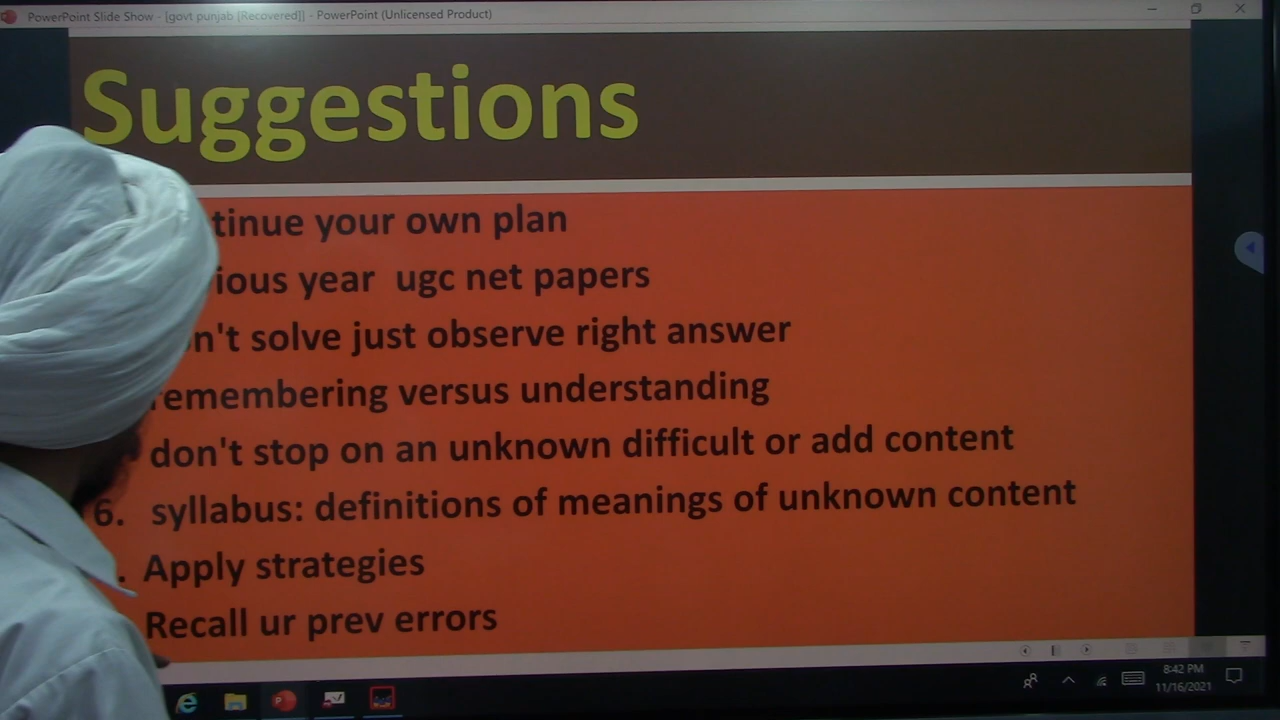 PowerPoint Slide Show - [govt punjab [Recovered]] - PowerPoint (Unlicensed Product)
Suggestions
tinue your own plan
ious year ugc net papers
n't solve just observe right answer
remembering versus understanding
don't stop on an unknown difficult or add content
6. syllabus: definitions of meanings of unknown content
. Apply strategies
Recall ur prev errors
8:42 PM
11/16/2021